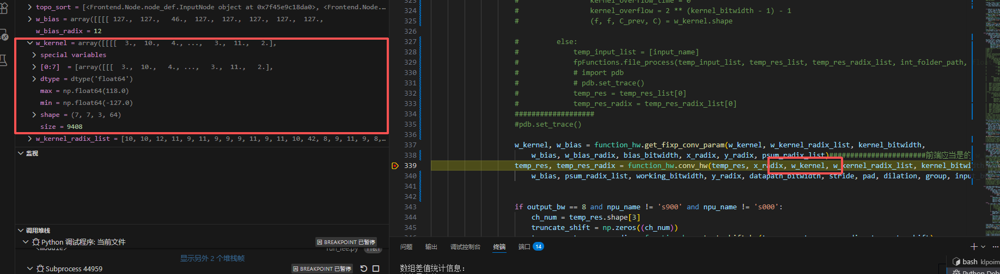 topo_sort = [<Frontend.Node.node_def.InputNode object at 0x7f45e9c18da0>, <Frontend.Node.…
w_bias = array([[[[ 127., 127., 46., 127., 127., 127., 127., 127.,
w_bias_radix = 12
w_kernel = array([[[[ 3., 10., 4., ..., 3., 11., 2.],
special variables
[0:7] = [array([[[ 3., 10., 4., ..., 3., 11., 2.],
dtype = dtype('float64')
max = np.float64(118.0)
min = np.float64(-127.0)
shape = (7, 7, 3, 64)
size = 9408
w_kernel_radix_list = [10, 10, 12, 11, 9, 11, 9, 9, 9, 11, 9, 11, 10, 42, 8, 9, 11, 9, 8,…
监视
调用堆栈
Python 调试程序: 当前文件
因 BREAKPOINT 已暂停
<module>
run_lee.py
116:1
显示另外 2 个堆栈帧
Subprocess 44959
因 BREAKPOINT 已暂停
323 # kernel_overflow_time = 0
324 # kernel_overflow = 2 ** (kernel_bitwidth - 1) - 1
325 # (f, f, C_prev, C) = w_kernel.shape
326
327 # else:
328 # temp_input_list = [input_name]
329 # fpFunctions.file_process(temp_input_list, temp_res_list, temp_res_radix_list, int_folder_path,
330 # # import pdb
331 # # pdb.set_trace()
332 # temp_res = temp_res_list[0]
333 # temp_res_radix = temp_res_radix_list[0]
334 ###################
335 #pdb.set_trace()
336
337 w_kernel, w_bias = function_hw.get_fixp_conv_param(w_kernel, w_kernel_radix_list, kernel_bitwidth,
338 w_bias, w_bias_radix, bias_bitwidth, x_radix, y_radix, psum_radix_list)#######################前端应当是的
339 temp_res, temp_res_radix = function_hw.conv_hw(temp_res, x_radix, w_kernel, w_kernel_radix_list, kernel_bitwidth
340 w_bias, psum_radix_list, working_bitwidth, y_radix, datapath_bitwidth, stride, pad, dilation, group,
341
342
343 if output_bw == 8 and npu_name != 's900' and npu_name != 's000':
344 ch_num = temp_res.shape[3]
345 truncate_shift = np.zeros((ch_num))
问题 输出 调试控制台 终端 端口 14
数组差值统计信息:
bash klpoim